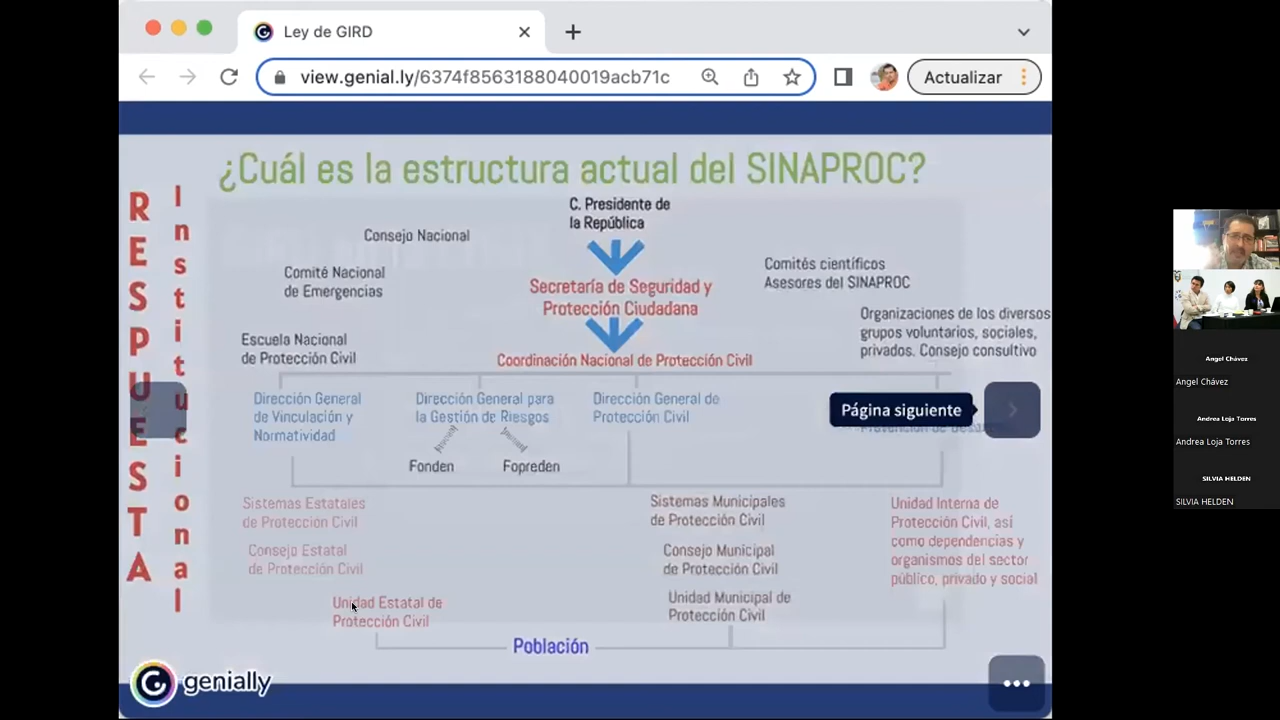 Ley de GIRD
view.genial.ly/6374f8563188040019acb71c
Actualizar
¿Cuál es la estructura actual del SINAPROC?
RESPUESTA
Institucional
C. Presidente de
la República
Consejo Nacional
Comité Nacional
de Emergencias
Secretaría de Seguridad y
Protección Ciudadana
Comités científicos
Asesores del SINAPROC
Organizaciones de los diversos
grupos voluntarios, sociales,
privados. Consejo consultivo
Escuela Nacional
de Protección Civil
Coordinación Nacional de Protección Civil
Dirección General
de Vinculación y
Normatividad
Dirección General para
la Gestión de Riesgos
Dirección General de
Protección Civil
Página siguiente
Fonden
Fopreden
Sistemas Estatales
de Protección Civil
Consejo Estatal
de Protección Civil
Unidad Estatal de
Protección Civil
Sistemas Municipales
de Protección Civil
Consejo Municipal
de Protección Civil
Unidad Municipal de
Protección Civil
Unidad Interna de
Protección Civil, así
como dependencias y
organismos del sector
público, privado y social
Población
genially
Angel Chávez
Angel Chávez
Andrea Loja Torres
Andrea Loja Torres
SILVIA HELDEN
SILVIA HELDEN